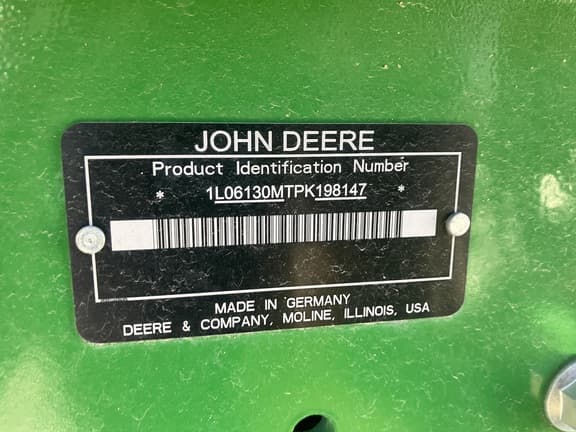 JOHN DEERE
Product Identification Number
* 1L06130MTPK198147 *
MADE IN GERMANY
DEERE & COMPANY, MOLINE, ILLINOIS, USA